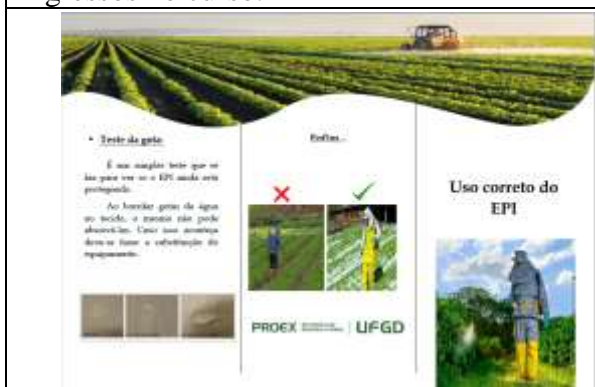 • Teste da gota:
É um simples teste que se
faz para ver se o EPI ainda está
protegendo.
Ao borrifar gotas de água
no tecido, o mesmo não pode
absorvê-las. Caso isso aconteça
deve-se fazer a substituição do
equipamento.
Enfim...
PROEX UFGD
Uso correto do
EPI